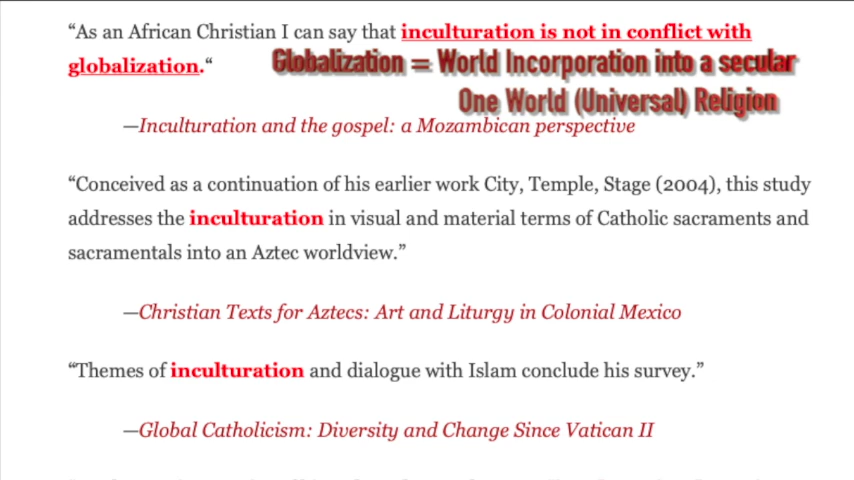 “As an African Christian I can say that inculturation is not in conflict with
globalization.“
Globalization = World Incorporation into a secular
One World (Universal) Religion
—Inculturation and the gospel: a Mozambican perspective
“Conceived as a continuation of his earlier work City, Temple, Stage (2004), this study
addresses the inculturation in visual and material terms of Catholic sacraments and
sacramentals into an Aztec worldview.”
—Christian Texts for Aztecs: Art and Liturgy in Colonial Mexico
“Themes of inculturation and dialogue with Islam conclude his survey.”
—Global Catholicism: Diversity and Change Since Vatican II